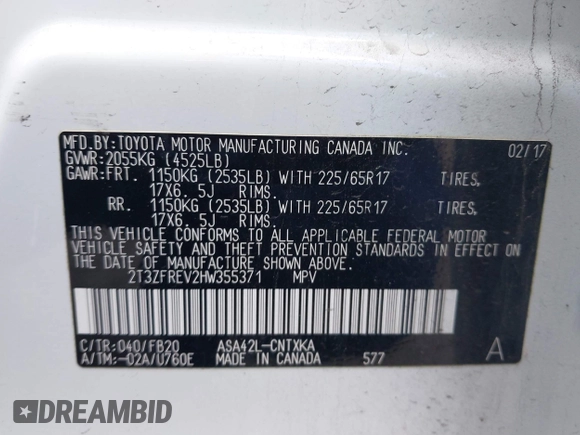 MFD.BY:TOYOTA MOTOR MANUFACTURING CANADA INC. 02/17
GVWR:2055KG (4525LB)
GAWR:FRT. 1150KG (2535LB) WITH 225/65R17 TIRES,
17X6. 5J RIMS.
RR. 1150KG (2535LB) WITH 225/65R17 TIRES,
17X6. 5J RIMS.
THIS VEHICLE CONFORMS TO ALL APPLICABLE FEDERAL MOTOR
VEHICLE SAFETY AND THEFT PREVENTION STANDARDS IN EFFECT ON
THE DATE OF MANUFACTURE SHOWN ABOVE.
2T3ZFREV2HW355371 MPV
C/TR:040/FB20 ASA42L-CNTXKA
A/TM:-02A/U760E MADE IN CANADA 577 A
DREAMBID